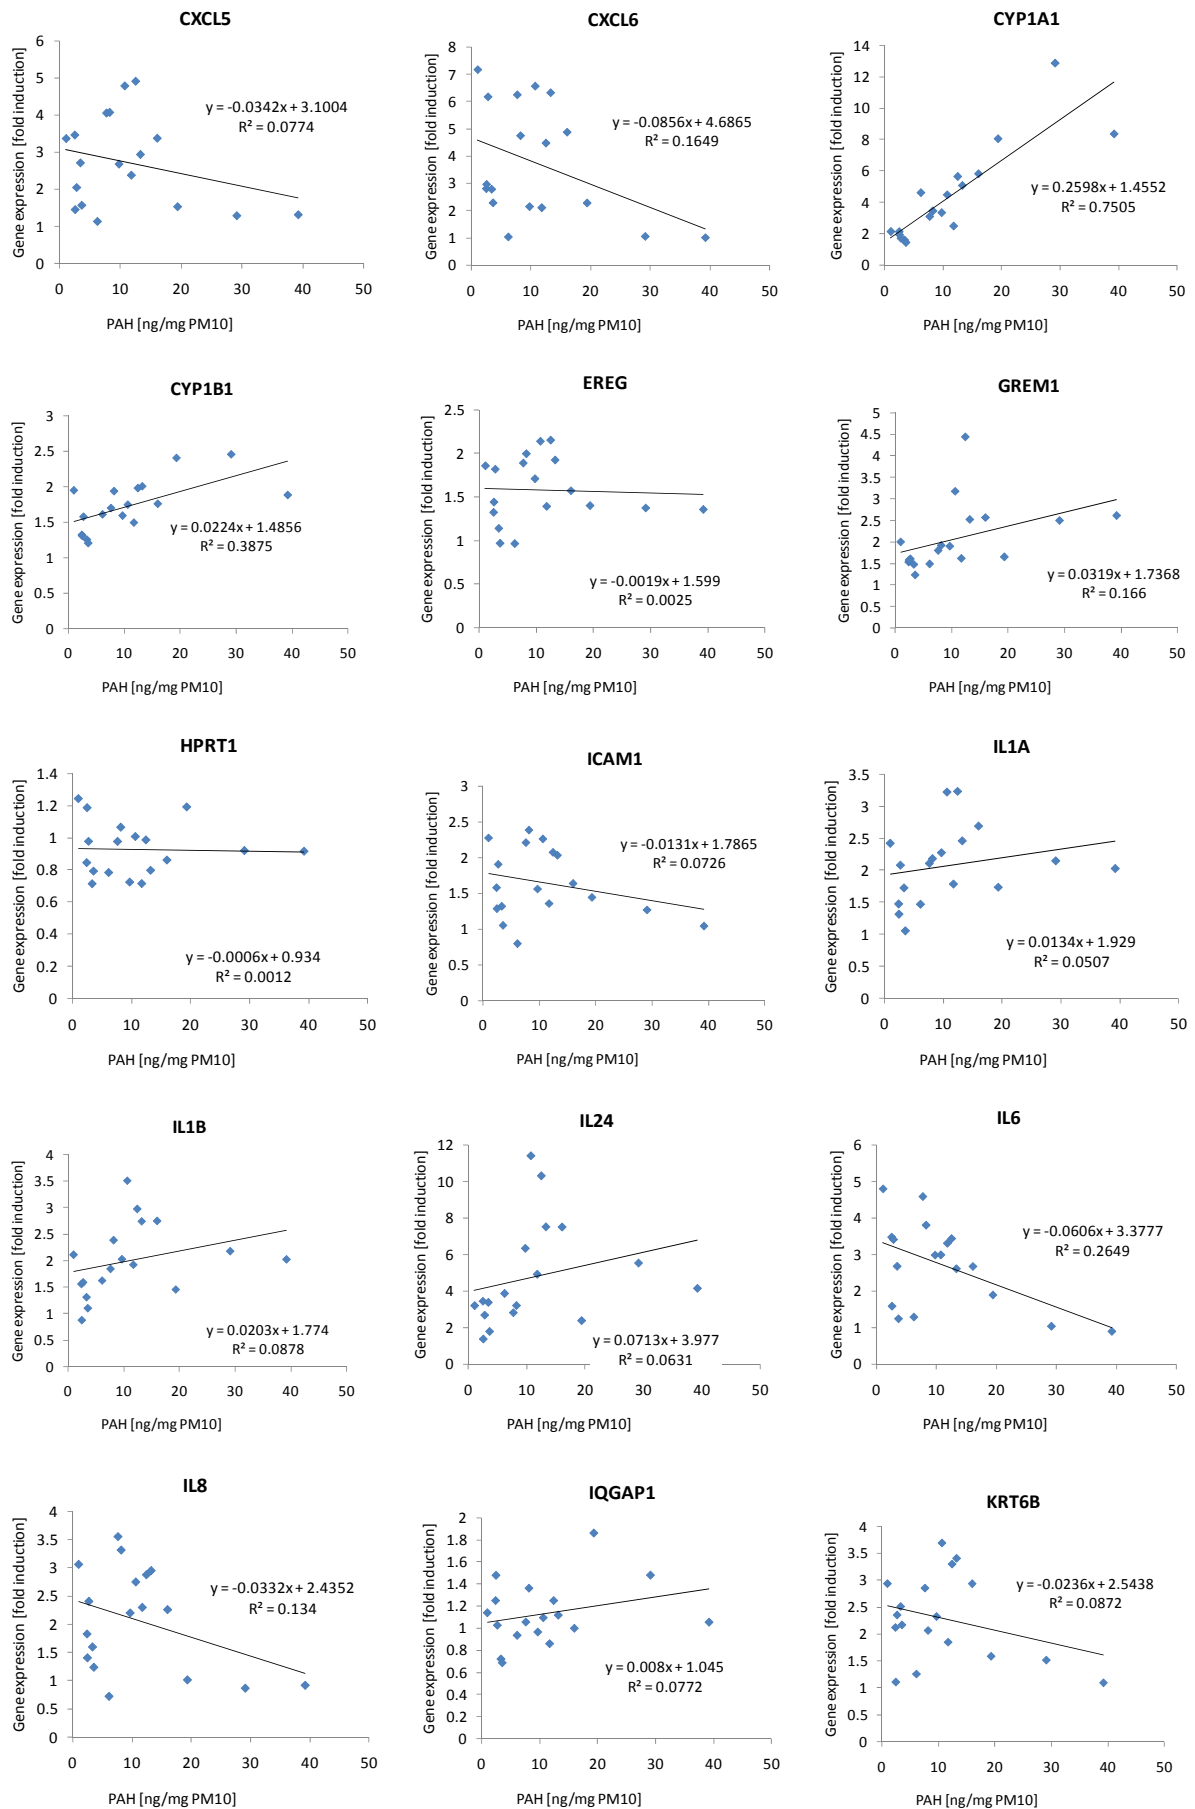 CXCL5
Gene expression [fold induction]
6
5
4
3
2
1
0
y = -0.0342x + 3.1004
R² = 0.0774
0 10 20 30 40 50
PAH [ng/mg PM10]
CXCL6
Gene expression [fold induction]
8
7
6
5
4
3
2
1
0
y = -0.0856x + 4.6865
R² = 0.1649
0 10 20 30 40 50
PAH [ng/mg PM10]
CYP1A1
Gene expression [fold induction]
14
12
10
8
6
4
2
0
y = 0.2598x + 1.4552
R² = 0.7505
0 10 20 30 40 50
PAH [ng/mg PM10]
CYP1B1
Gene expression [fold induction]
3
2.5
2
1.5
1
0.5
0
y = 0.0224x + 1.4856
R² = 0.3875
0 10 20 30 40 50
PAH [ng/mg PM10]
EREG
Gene expression [fold induction]
2.5
2
1.5
1
0.5
0
y = -0.0019x + 1.599
R² = 0.0025
0 10 20 30 40 50
PAH [ng/mg PM10]
GREM1
Gene expression [fold induction]
5
4.5
4
3.5
3
2.5
2
1.5
1
0.5
0
y = 0.0319x + 1.7368
R² = 0.166
0 10 20 30 40 50
PAH [ng/mg PM10]
HPRT1
Gene expression [fold induction]
1.4
1.2
1
0.8
0.6
0.4
0.2
0
y = -0.0006x + 0.934
R² = 0.0012
0 10 20 30 40 50
PAH [ng/mg PM10]
ICAM1
Gene expression [fold induction]
3
2.5
2
1.5
1
0.5
0
y = -0.0131x + 1.7865
R² = 0.0726
0 10 20 30 40 50
PAH [ng/mg PM10]
IL1A
Gene expression [fold induction]
3.5
3
2.5
2
1.5
1
0.5
0
y = 0.0134x + 1.929
R² = 0.0507
0 10 20 30 40 50
PAH [ng/mg PM10]
IL1B
Gene expression [fold induction]
4
3.5
3
2.5
2
1.5
1
0.5
0
y = 0.0203x + 1.774
R² = 0.0878
0 10 20 30 40 50
PAH [ng/mg PM10]
IL24
Gene expression [fold induction]
12
10
8
6
4
2
0
y = 0.0713x + 3.977
R² = 0.0631
0 10 20 30 40 50
PAH [ng/mg PM10]
IL6
Gene expression [fold induction]
6
5
4
3
2
1
0
y = -0.0606x + 3.3777
R² = 0.2649
0 10 20 30 40 50
PAH [ng/mg PM10]
IL8
Gene expression [fold induction]
4
3.5
3
2.5
2
1.5
1
0.5
0
y = -0.0332x + 2.4352
R² = 0.134
0 10 20 30 40 50
PAH [ng/mg PM10]
IQGAP1
Gene expression [fold induction]
2
1.8
1.6
1.4
1.2
1
0.8
0.6
0.4
0.2
0
y = 0.008x + 1.045
R² = 0.0772
0 10 20 30 40 50
PAH [ng/mg PM10]
KRT6B
Gene expression [fold induction]
4
3.5
3
2.5
2
1.5
1
0.5
0
y = -0.0236x + 2.5438
R² = 0.0872
0 10 20 30 40 50
PAH [ng/mg PM10]